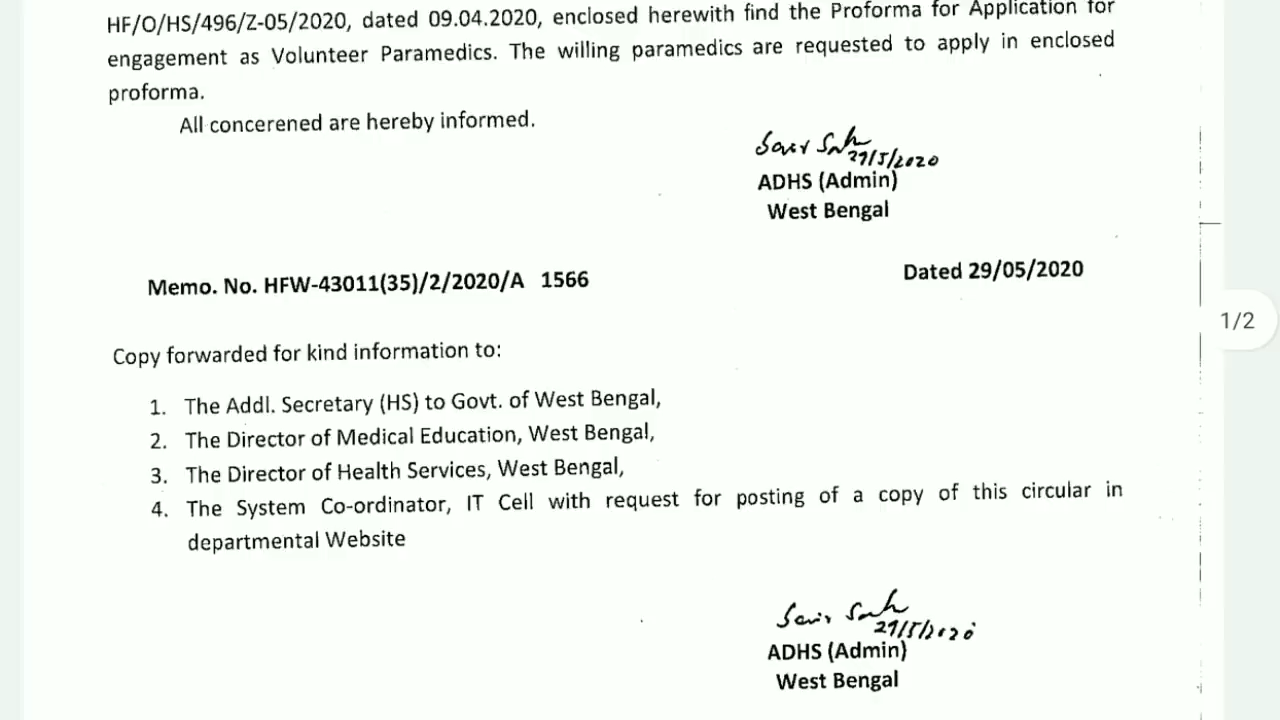 HF/O/HS/496/Z-05/2020, dated 09.04.2020, enclosed herewith find the Proforma for Application for
engagement as Volunteer Paramedics. The willing paramedics are requested to apply in enclosed
proforma.
All concerened are hereby informed.
29/5/2020
ADHS (Admin)
West Bengal
Memo. No. HFW-43011(35)/2/2020/A 1566
Dated 29/05/2020
1/2
Copy forwarded for kind information to:
1. The Addl. Secretary (HS) to Govt. of West Bengal,
2. The Director of Medical Education, West Bengal,
3. The Director of Health Services, West Bengal,
4. The System Co-ordinator, IT Cell with request for posting of a copy of this circular in
departmental Website
29/5/2020
ADHS (Admin)
West Bengal